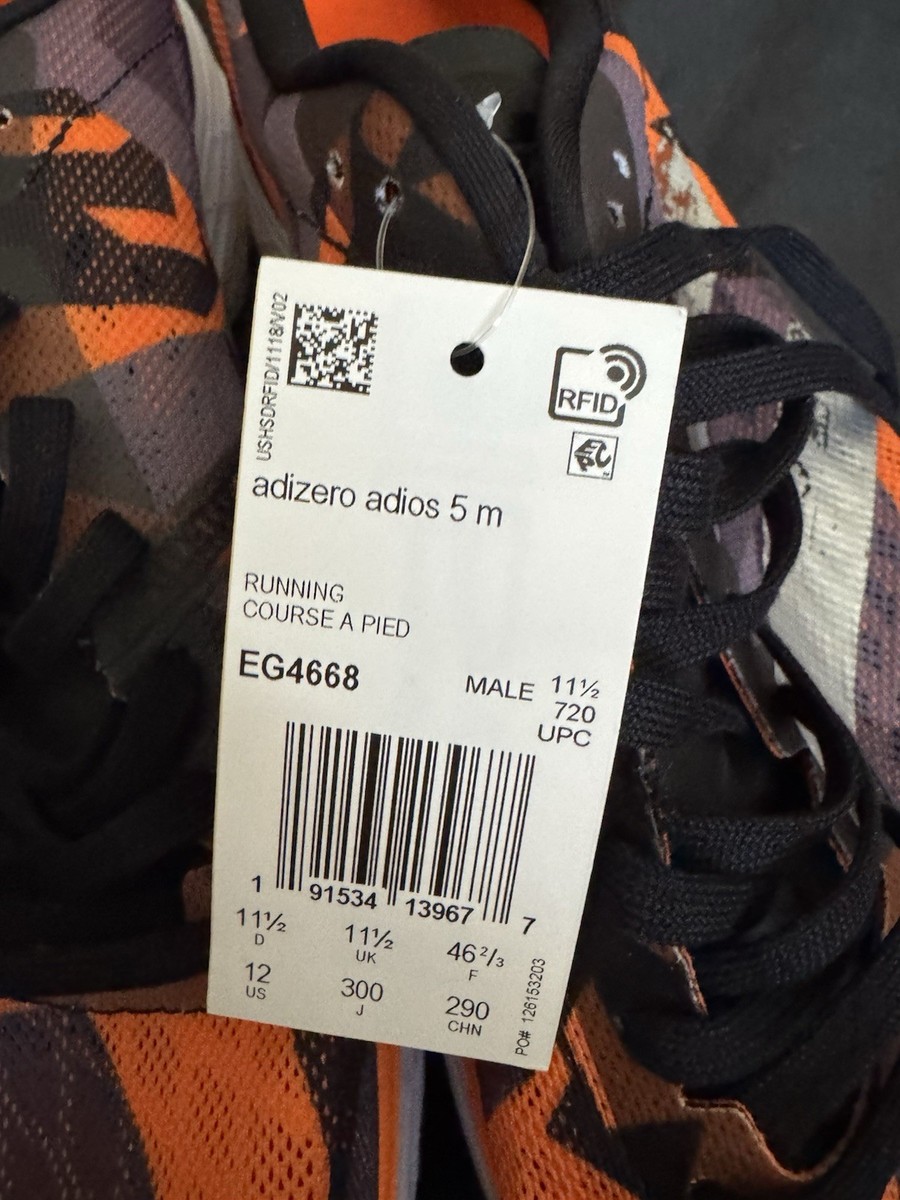 USHSDRFID/1118/V02
RFID
EPC
adizero adios 5 m
RUNNING
COURSE A PIED
EG4668
MALE 11½
720
UPC
1 91534 13967 7
11½ 11½ 46⅔
D UK F
12 300 290
US J CHN
PO# 126153203